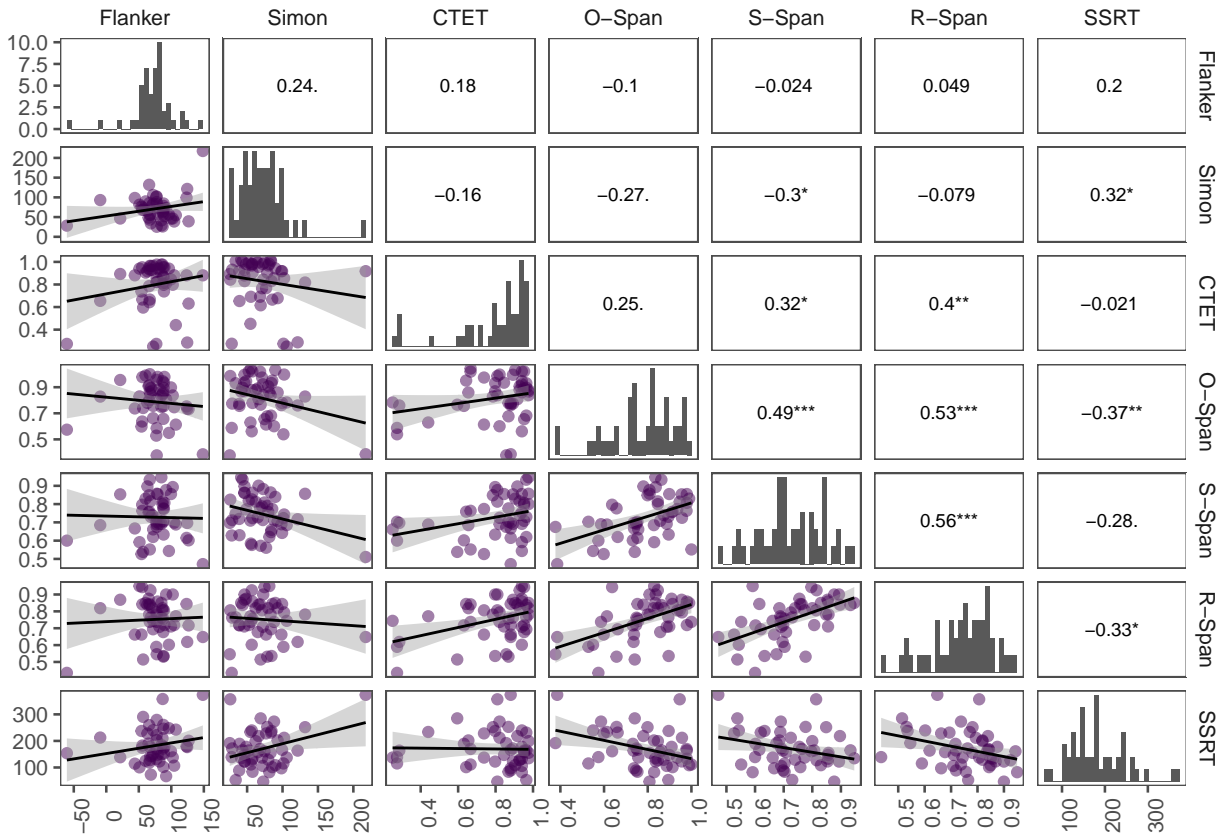 Flanker Simon CTET O−Span S−Span R−Span SSRT
10.0
7.5
5.0
2.5
0.0
0.24. 0.18 −0.1 −0.024 0.049 0.2
Flanker
200
150
100
50
0
−0.16 −0.27. −0.3* −0.079 0.32*
Simon
1.0
0.8
0.6
0.4
0.25. 0.32* 0.4** −0.021
CTET
0.9
0.7
0.5
0.49*** 0.53*** −0.37**
O−Span
0.9
0.8
0.7
0.6
0.5
0.56*** −0.28.
S−Span
0.9
0.8
0.7
0.6
0.5
−0.33*
R−Span
300
200
100
SSRT
−50 0 50 100 150 50 100 150 200 0.4 0.6 0.8 1.0 0.4 0.6 0.8 1.0 0.5 0.6 0.7 0.8 0.9 0.5 0.6 0.7 0.8 0.9 100 200 300